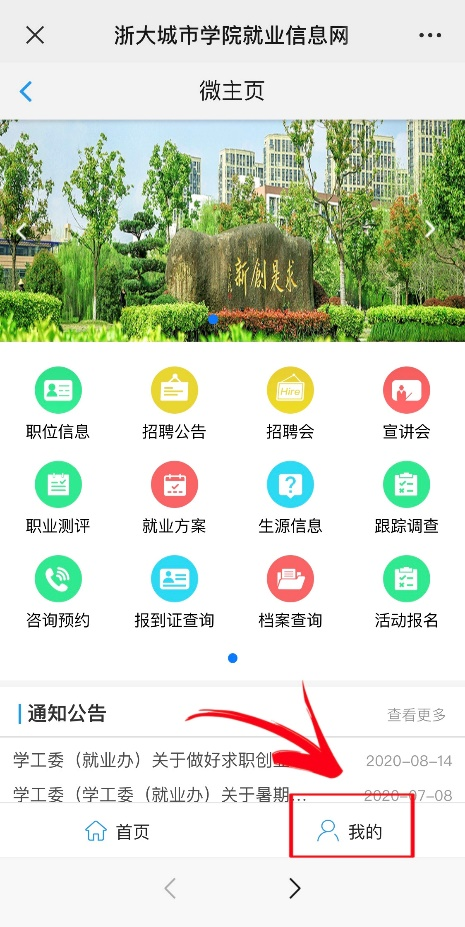 浙大城市学院就业信息网
微主页
新创是求
职位信息 招聘公告 招聘会 宣讲会
Hire
职业测评 就业方案 生源信息 跟踪调查
咨询预约 报到证查询 档案查询 活动报名
通知公告 查看更多
学工委（就业办）关于做好求职创业 2020-08-14
学工委（学工委（就业办）关于暑期... 2020-07-08
首页 我的